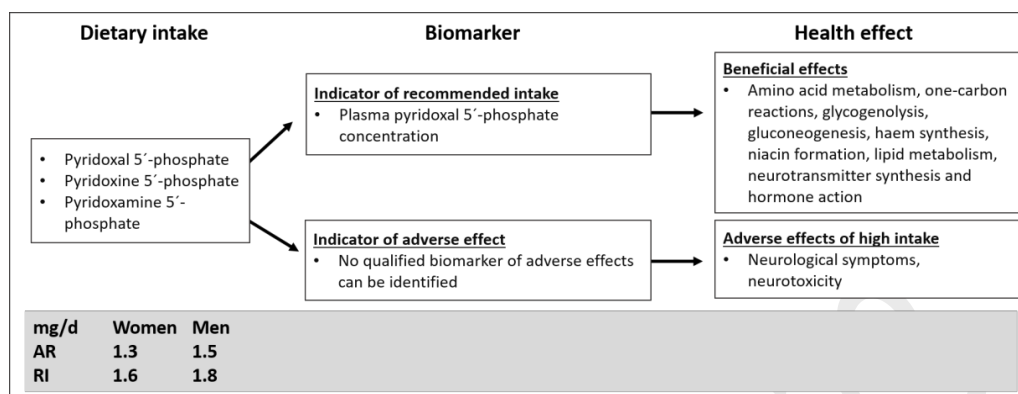 Dietary intake
Biomarker
Health effect
• Pyridoxal 5´-phosphate
• Pyridoxine 5´-phosphate
• Pyridoxamine 5´-
phosphate
Indicator of recommended intake
• Plasma pyridoxal 5´-phosphate
concentration
Beneficial effects
• Amino acid metabolism, one-carbon
reactions, glycogenolysis,
gluconeogenesis, haem synthesis,
niacin formation, lipid metabolism,
neurotransmitter synthesis and
hormone action
Indicator of adverse effect
• No qualified biomarker of adverse effects
can be identified
Adverse effects of high intake
• Neurological symptoms,
neurotoxicity
mg/d Women Men
AR 1.3 1.5
RI 1.6 1.8